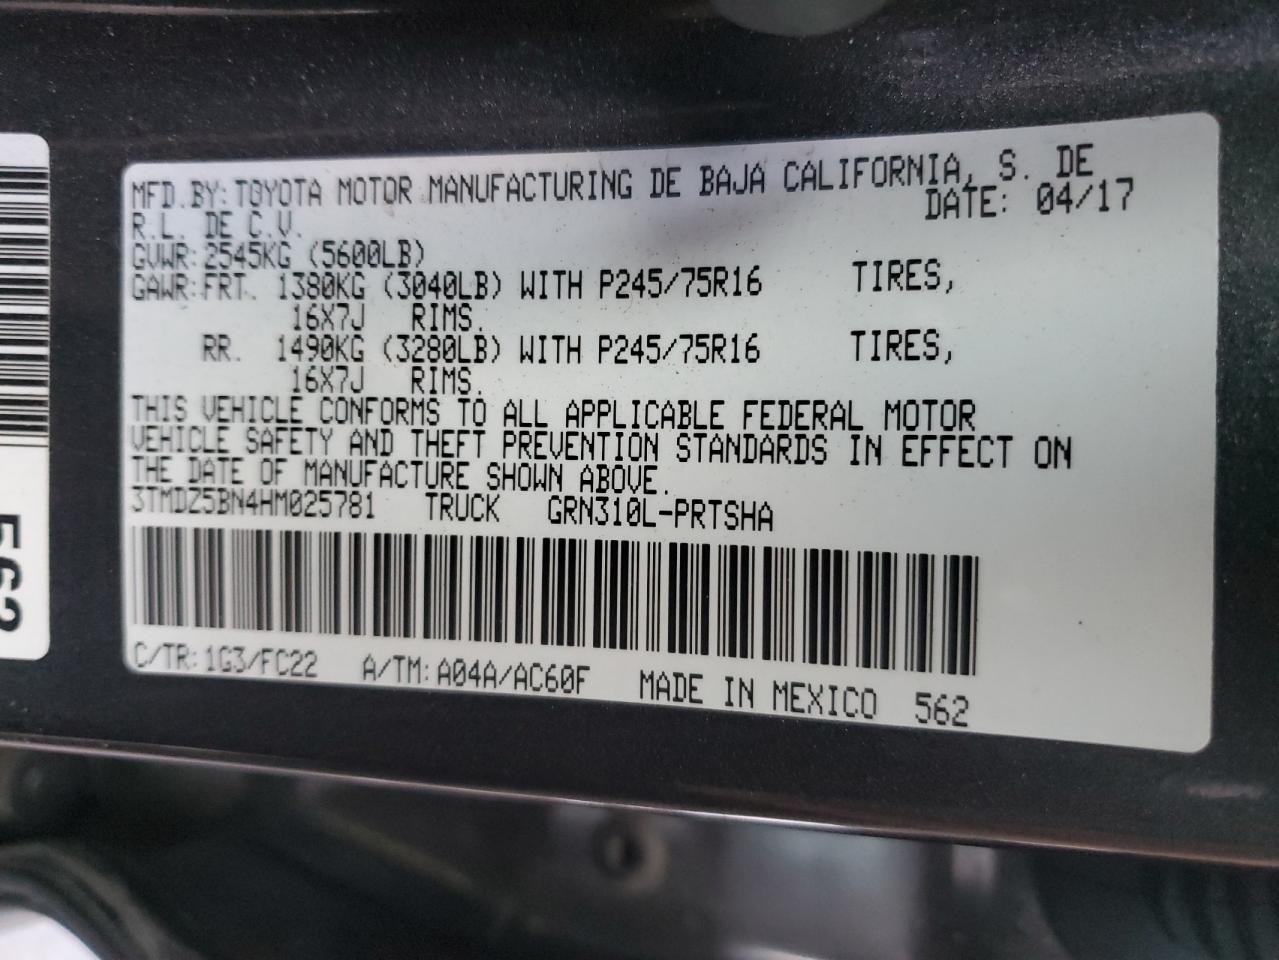 MFD.BY:TOYOTA MOTOR MANUFACTURING DE BAJA CALIFORNIA, S. DE
R.L. DE C.V. DATE: 04/17
GVWR:2545KG (5600LB)
GAWR:FRT. 1380KG (3040LB) WITH P245/75R16 TIRES,
16X7J RIMS.
RR. 1490KG (3280LB) WITH P245/75R16 TIRES,
16X7J RIMS.
THIS VEHICLE CONFORMS TO ALL APPLICABLE FEDERAL MOTOR
VEHICLE SAFETY AND THEFT PREVENTION STANDARDS IN EFFECT ON
THE DATE OF MANUFACTURE SHOWN ABOVE.
3TMDZ5BN4HM025781 TRUCK GRN310L-PRTSHA
C/TR:1G3/FC22 A/TM:A04A/AC60F MADE IN MEXICO 562
562